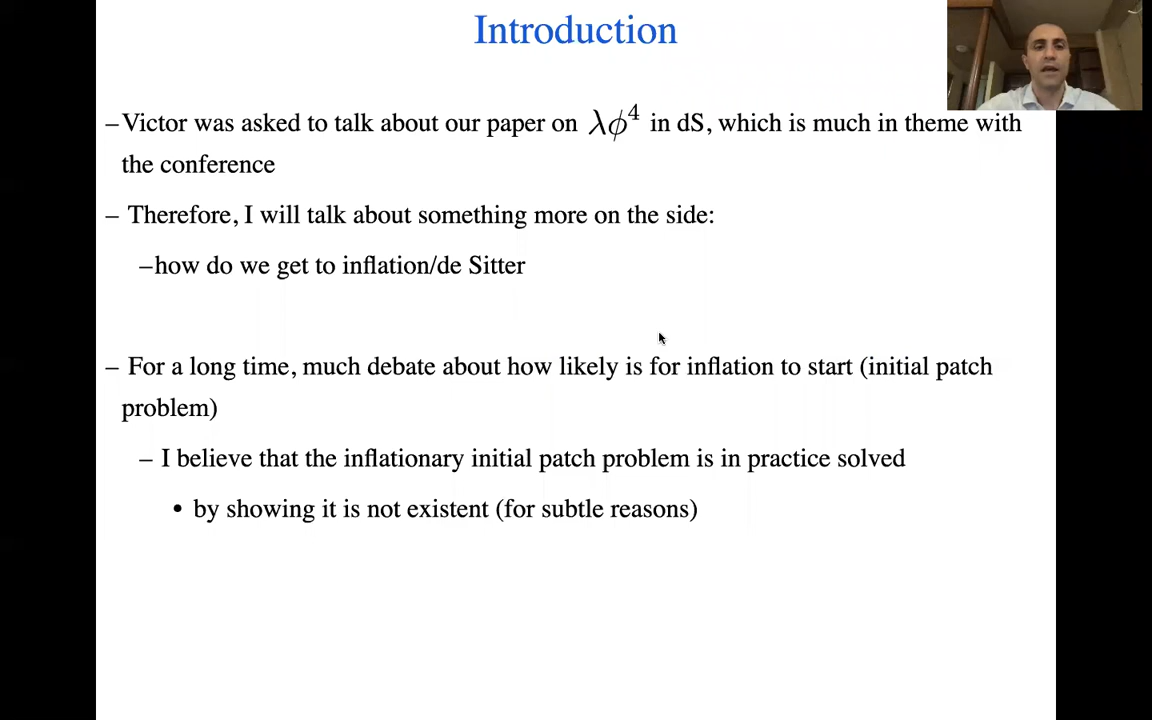 Introduction
–Victor was asked to talk about our paper on λϕ⁴ in dS, which is much in theme with
the conference
– Therefore, I will talk about something more on the side:
–how do we get to inflation/de Sitter
– For a long time, much debate about how likely is for inflation to start (initial patch
problem)
– I believe that the inflationary initial patch problem is in practice solved
• by showing it is not existent (for subtle reasons)